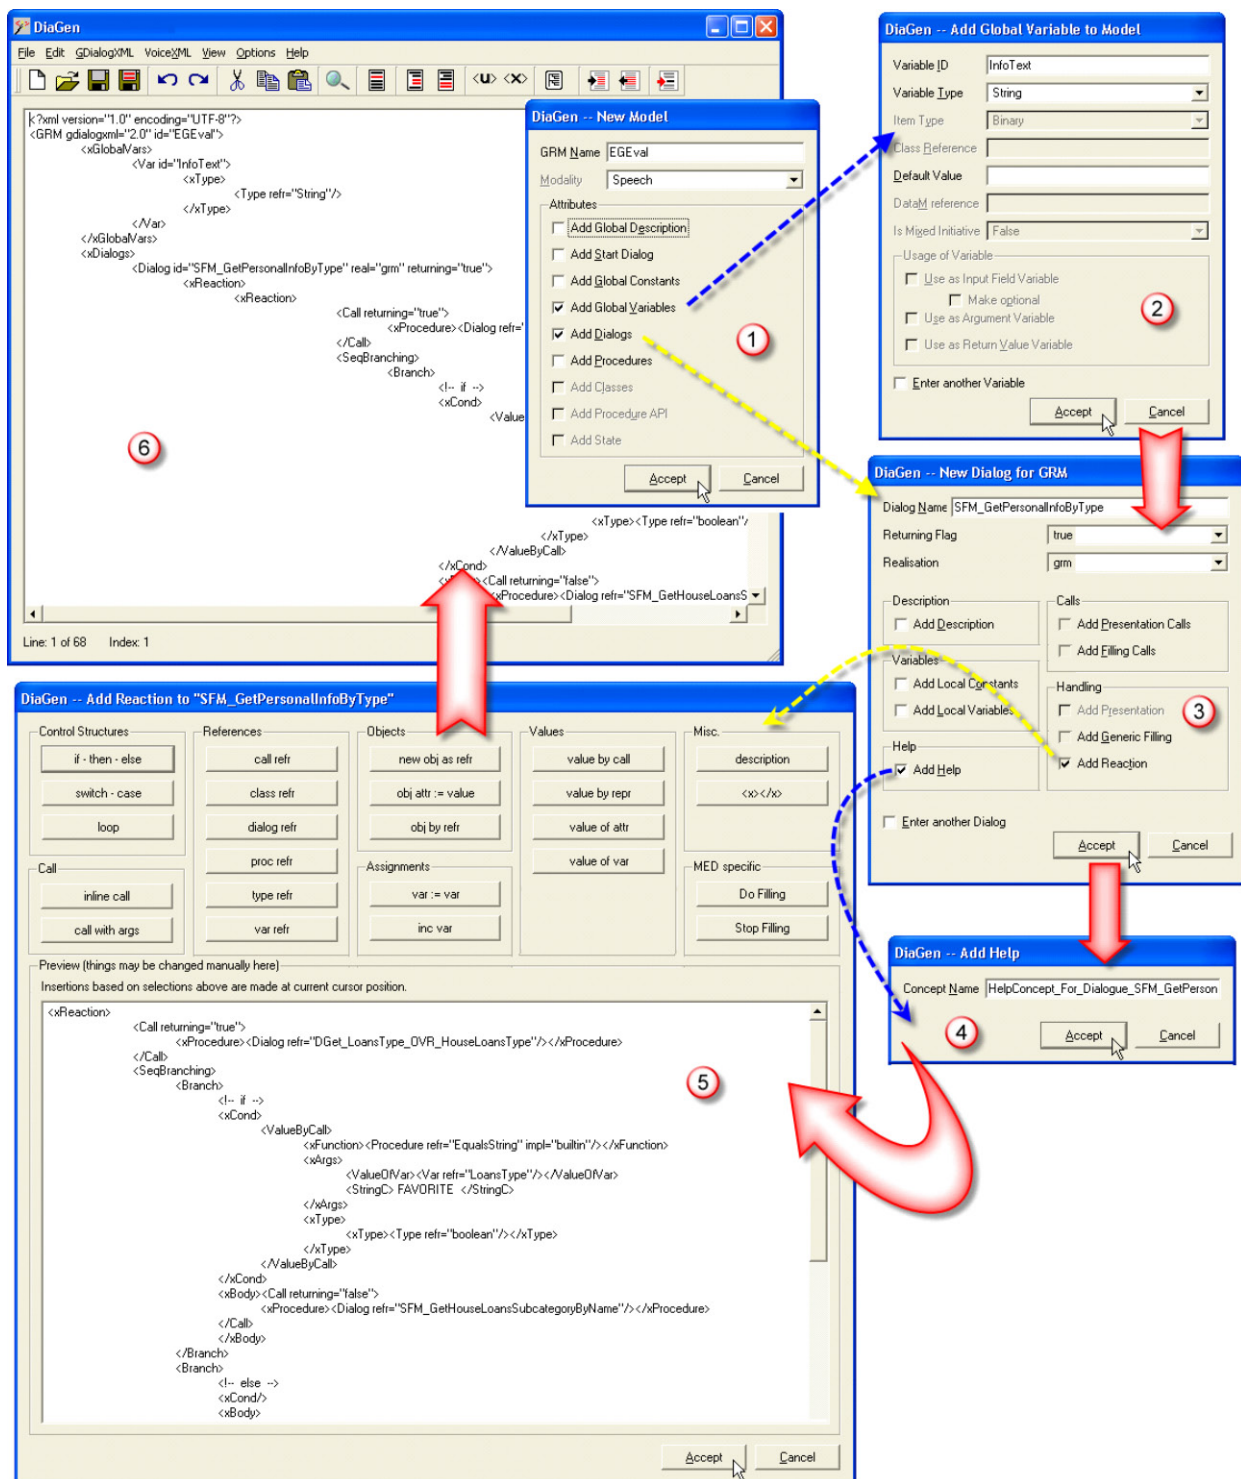 DiaGen
File Edit GDialogXML VoiceXML View Options Help
<u> <x>
<?xml version="1.0" encoding="UTF-8"?>
<GRM gdialogxml="2.0" id="EGEval">
<xGlobalVars>
<Var id="InfoText">
<xType>
<Type refr="String"/>
</xType>
</Var>
</xGlobalVars>
<xDialogs>
<Dialog id="SFM_GetPersonalInfoByType" real="grm" returning="true">
<xReaction>
<xReaction>
<Call returning="true">
<xProcedure><Dialog refr="
</Call>
<SeqBranching>
<Branch>
<!-- if -->
<xCond>
<Value
6
<xType><Type refr="boolean"/
</xType>
</ValueByCall>
</xCond>
<Call returning="false">
<xProcedure><Dialog refr="SFM_GetHouseLoansS
Line: 1 of 68 Index: 1
DiaGen -- New Model
GRM Name EGEval
Modality Speech
Attributes
Add Global Description
Add Start Dialog
Add Global Constants
Add Global Variables
Add Dialogs
Add Procedures
Add Classes
Add Procedure API
Add State
1
Accept Cancel
DiaGen -- Add Global Variable to Model
Variable ID InfoText
Variable Type String
Item Type Binary
Class Reference
Default Value
DataM reference
Is Mixed Initiative False
Usage of Variable
Use as Input Field Variable
Make optional
Use as Argument Variable
Use as Return Value Variable
2
Enter another Variable
Accept Cancel
DiaGen -- New Dialog for GRM
Dialog Name SFM_GetPersonalInfoByType
Returning Flag true
Realisation grm
Description
Add Description
Calls
Add Presentation Calls
Add Filling Calls
Variables
Add Local Constants
Add Local Variables
Handling
Add Presentation
Add Generic Filling
Add Reaction
3
Help
Add Help
Enter another Dialog
Accept Cancel
DiaGen -- Add Help
Concept Name HelpConcept_For_Dialogue_SFM_GetPerson
4
Accept Cancel
DiaGen -- Add Reaction to "SFM_GetPersonalInfoByType"
Control Structures
if - then - else
switch - case
loop
Call
inline call
call with args
References
call refr
class refr
dialog refr
proc refr
type refr
var refr
Objects
new obj as refr
obj attr := value
obj by refr
Assignments
var := var
inc var
Values
value by call
value by repr
value of attr
value of var
Misc.
description
<x></x>
MED specific
Do Filling
Stop Filling
Preview (things may be changed manually here)
Insertions based on selections above are made at current cursor position.
<xReaction>
<Call returning="true">
<xProcedure><Dialog refr="DGet_LoansType_OVR_HouseLoansType"/></xProcedure>
</Call>
<SeqBranching>
<Branch>
<!-- if -->
<xCond>
<ValueByCall>
<xFunction><Procedure refr="EqualsString" impl="builtin"/></xFunction>
<xArgs>
<ValueOfVar><Var refr="LoansType"/></ValueOfVar>
<StringC> FAVORITE </StringC>
</xArgs>
<xType>
<xType><Type refr="boolean"/></xType>
</xType>
</ValueByCall>
</xCond>
<xBody><Call returning="false">
<xProcedure><Dialog refr="SFM_GetHouseLoansSubcategoryByName"/></xProcedure>
</Call>
</xBody>
</Branch>
<Branch>
<!-- else -->
<xCond/>
<xBody>
5
Accept Cancel